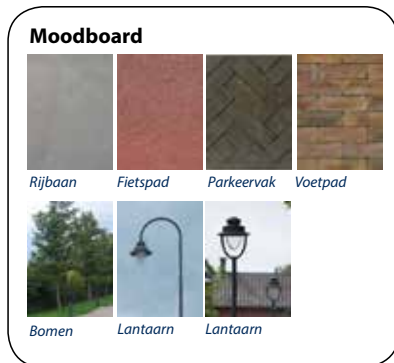 Moodboard
Rijbaan Fietspad Parkeervak Voetpad
Bomen Lantaarn Lantaarn